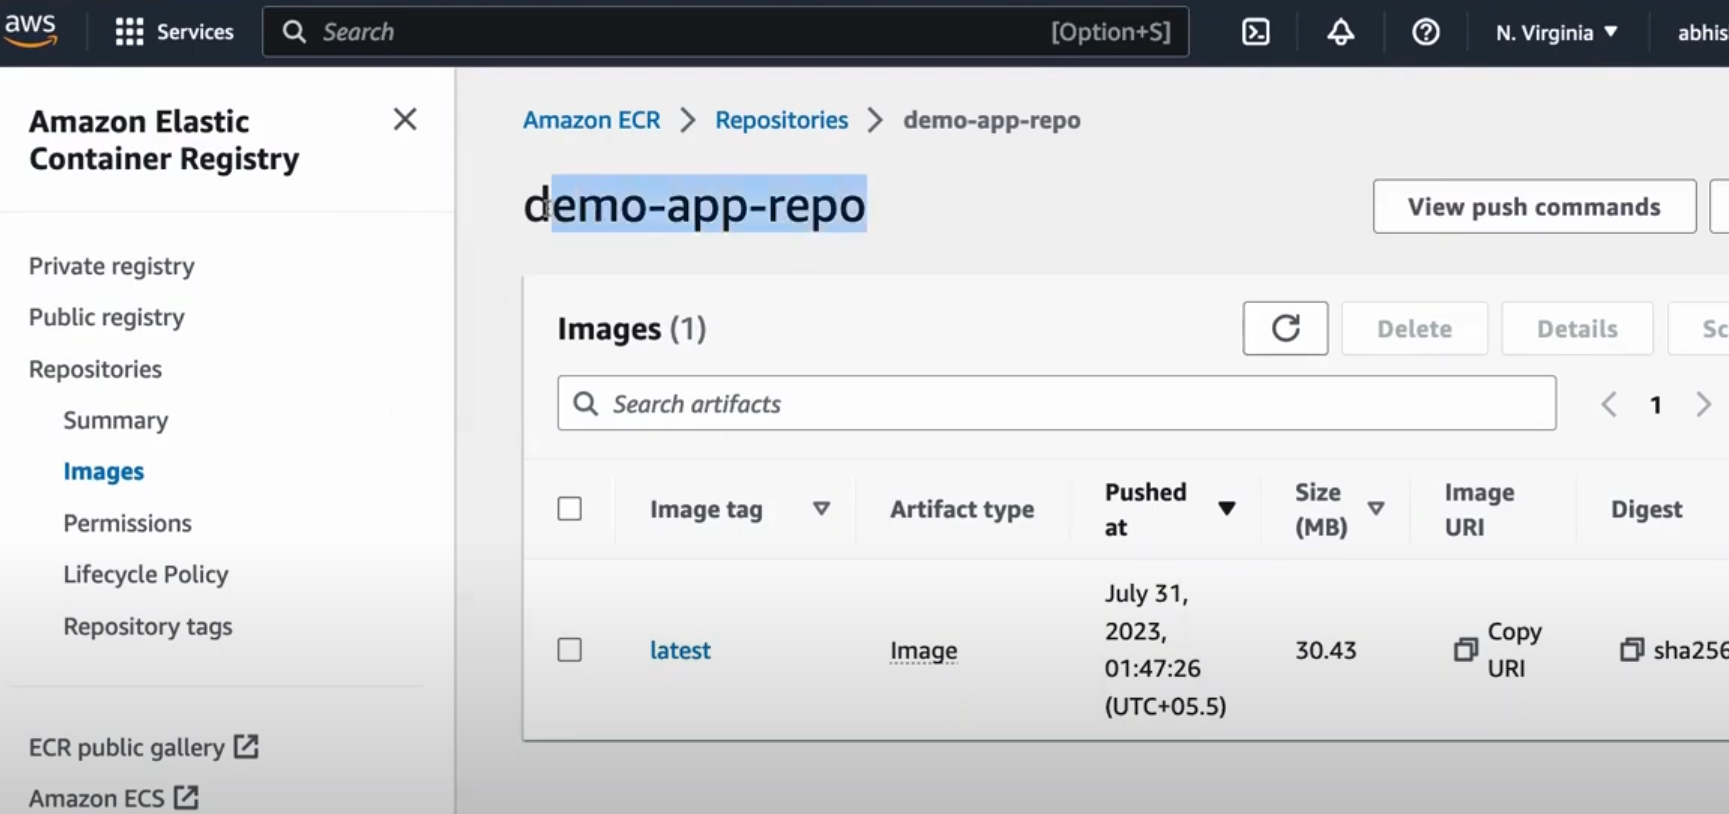 aws
Services
Search
[Option+S]
N. Virginia
abhis
Amazon Elastic
Container Registry
Private registry
Public registry
Repositories
Summary
Images
Permissions
Lifecycle Policy
Repository tags
ECR public gallery
Amazon ECS
Amazon ECR > Repositories > demo-app-repo
demo-app-repo
View push commands
Images (1)
Delete
Details
Sc
Search artifacts
1
Image tag
Artifact type
Pushed
at
Size
(MB)
Image
URI
Digest
latest
Image
July 31,
2023,
01:47:26
(UTC+05.5)
30.43
Copy
URI
sha256